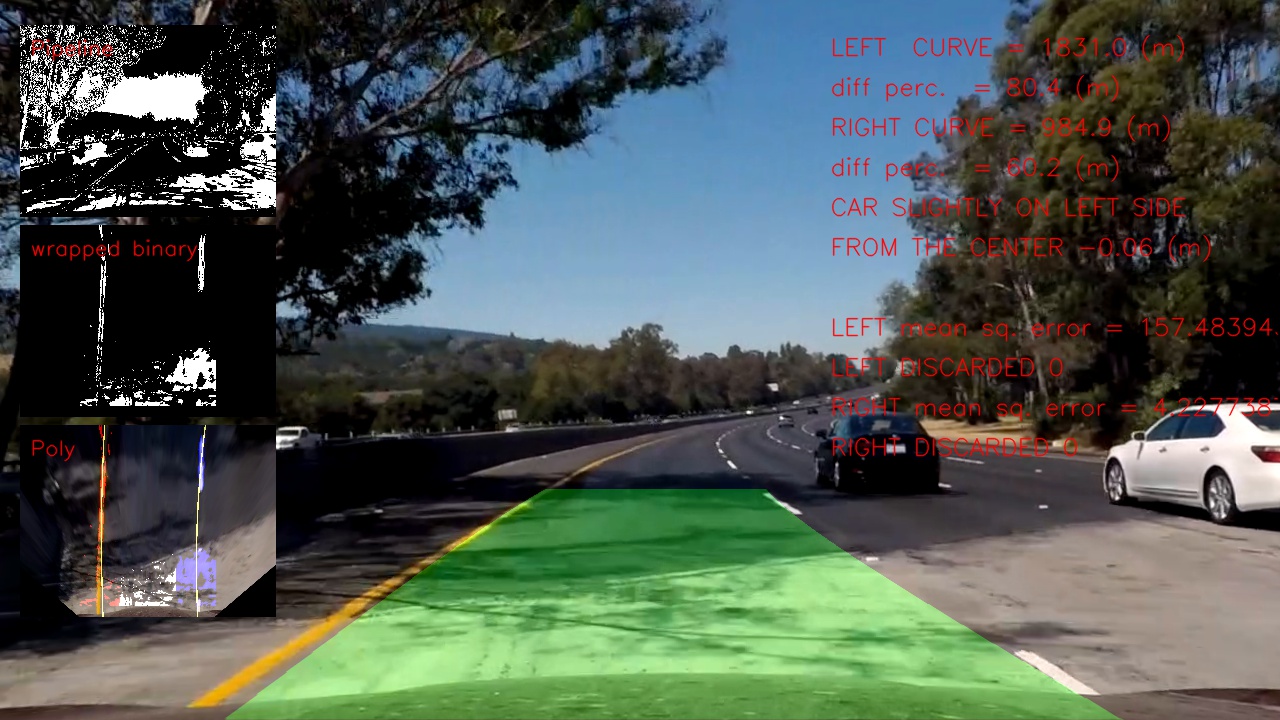 Pipeline
wrapped binary
Poly
LEFT CURVE = 1831.0 (m)
diff perc. = 80.4 (m)
RIGHT CURVE = 984.9 (m)
diff perc. = 60.2 (m)
CAR SLIGHTLY ON LEFT SIDE
FROM THE CENTER -0.06 (m)
LEFT mean sq. error = 157.48394.
LEFT DISCARDED 0
RIGHT mean sq. error = 4.227738
RIGHT DISCARDED 0